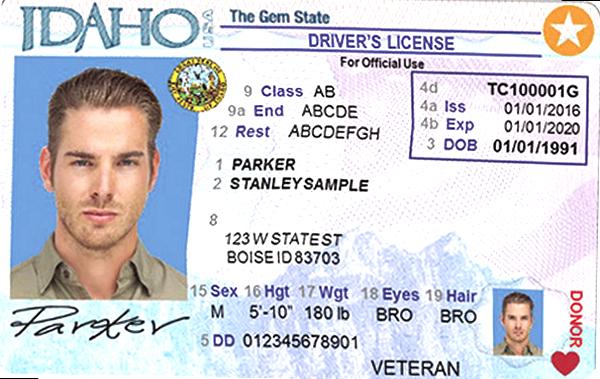 IDAHO USA The Gem State
DRIVER'S LICENSE
For Official Use
9 Class AB
9a End ABCDE
12 Rest ABCDEFGH
4d TC100001G
4a Iss 01/01/2016
4b Exp 01/01/2020
3 DOB 01/01/1991
1 PARKER
2 STANLEYSAMPLE
8
123 W STATE ST
BOISE ID 83703
15 Sex 16 Hgt 17 Wgt 18 Eyes 19 Hair
M 5'-10" 180 lb BRO BRO
5 DD 012345678901
VETERAN
DONOR
Parker